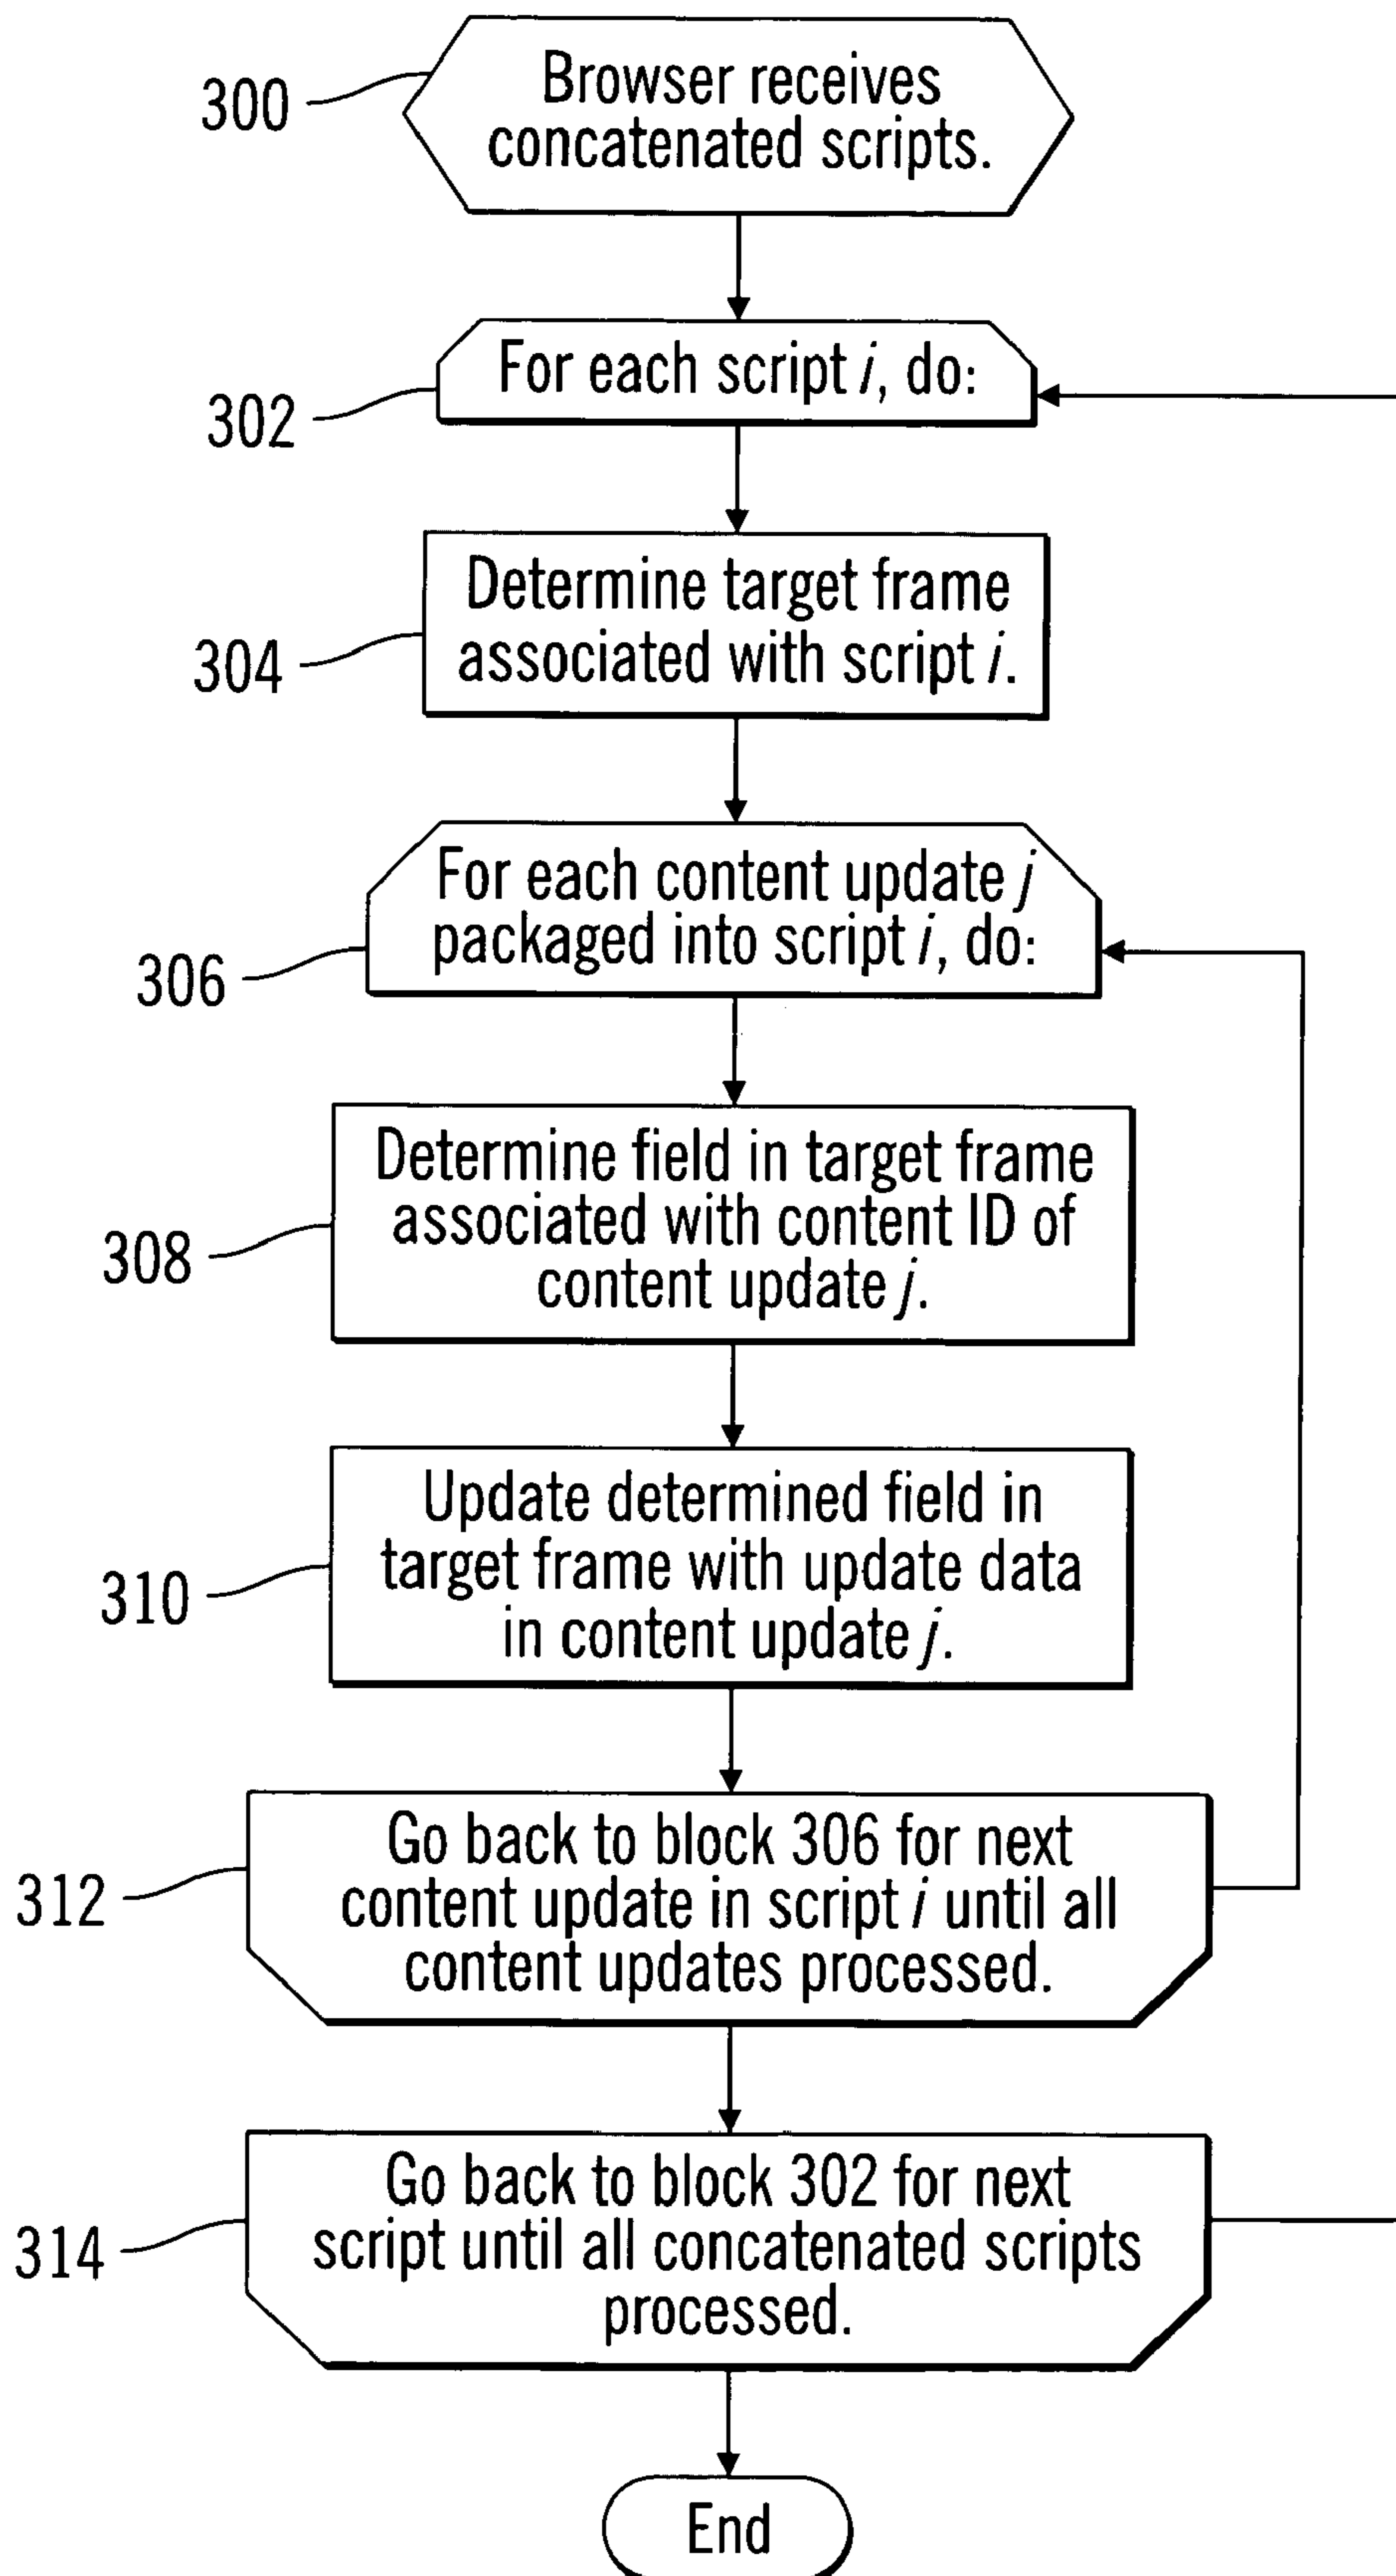 300
Browser receives
concatenated scripts.
302
For each script i, do:
304
Determine target frame
associated with script i.
306
For each content update j
packaged into script i, do:
308
Determine field in target frame
associated with content ID of
content update j.
310
Update determined field in
target frame with update data
in content update j.
312
Go back to block 306 for next
content update in script i until all
content updates processed.
314
Go back to block 302 for next
script until all concatenated scripts
processed.
End